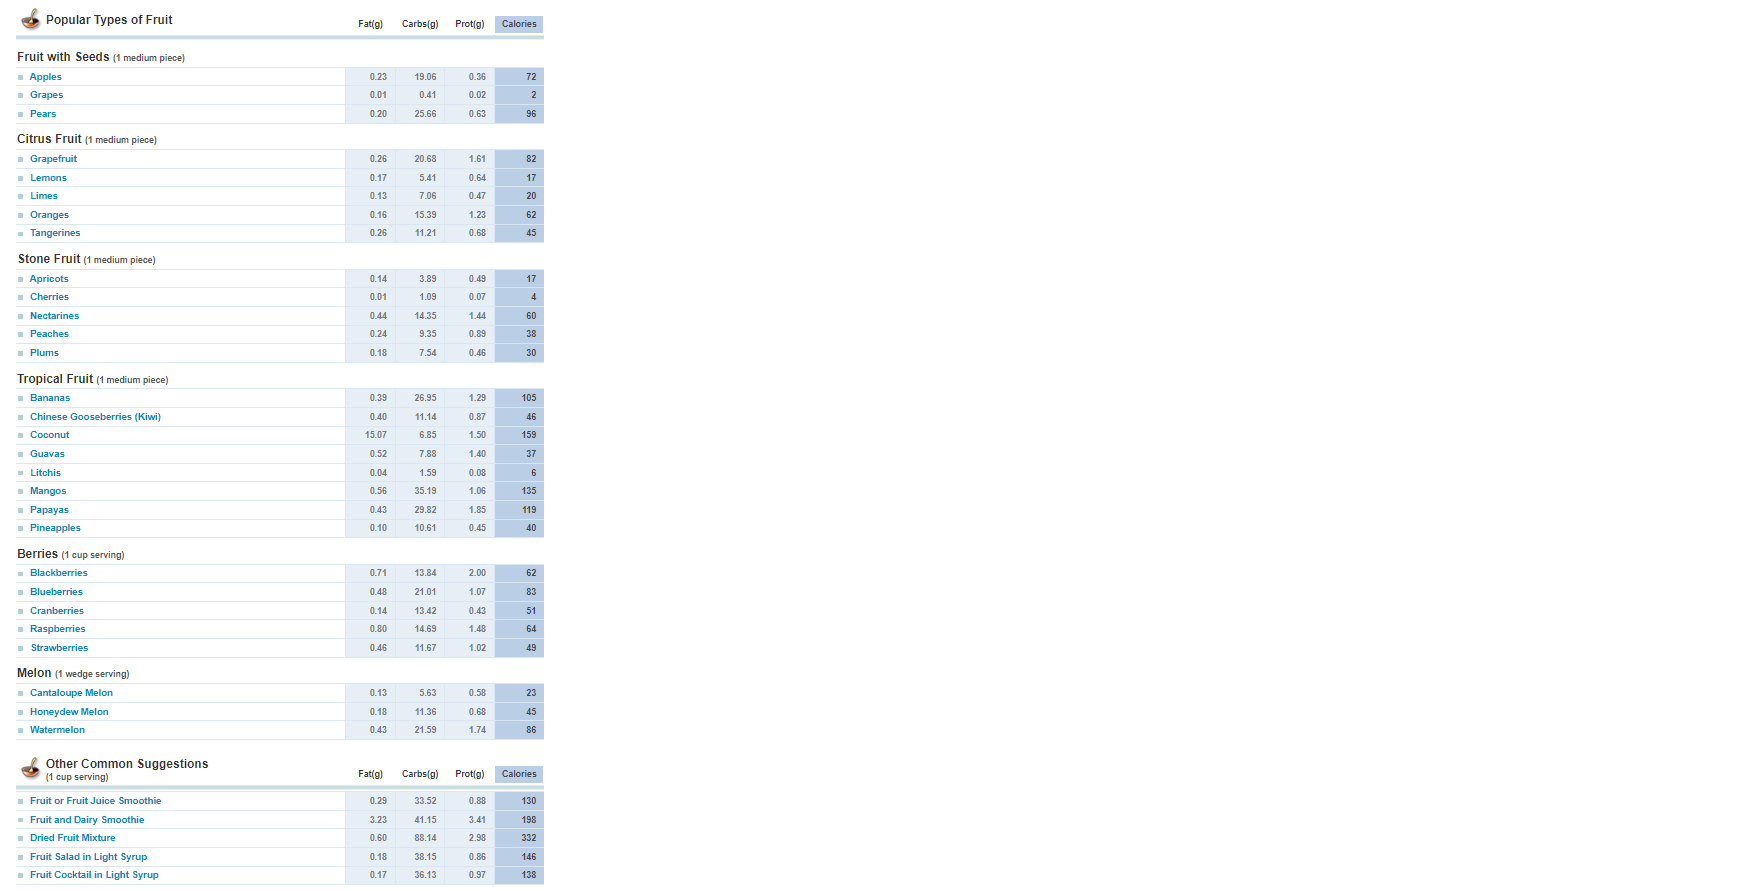 Popular Types of Fruit Fat(g) Carbs(g) Prot(g) Calories
Fruit with Seeds (1 medium piece)
Apples 0.23 19.06 0.36 72
Grapes 0.01 0.41 0.02 2
Pears 0.20 25.66 0.63 96
Citrus Fruit (1 medium piece)
Grapefruit 0.26 20.68 1.61 82
Lemons 0.17 5.41 0.64 17
Limes 0.13 7.06 0.47 20
Oranges 0.16 15.39 1.23 62
Tangerines 0.26 11.21 0.68 45
Stone Fruit (1 medium piece)
Apricots 0.14 3.89 0.49 17
Cherries 0.01 1.09 0.07 4
Nectarines 0.44 14.35 1.44 60
Peaches 0.24 9.35 0.89 38
Plums 0.18 7.54 0.46 30
Tropical Fruit (1 medium piece)
Bananas 0.39 26.95 1.29 105
Chinese Gooseberries (Kiwi) 0.40 11.14 0.87 46
Coconut 15.07 6.85 1.50 159
Guavas 0.52 7.88 1.40 37
Litchis 0.04 1.59 0.08 6
Mangos 0.56 35.19 1.06 135
Papayas 0.43 29.82 1.85 119
Pineapples 0.10 10.61 0.45 40
Berries (1 cup serving)
Blackberries 0.71 13.84 2.00 62
Blueberries 0.48 21.01 1.07 83
Cranberries 0.14 13.42 0.43 51
Raspberries 0.80 14.69 1.48 64
Strawberries 0.46 11.67 1.02 49
Melon (1 wedge serving)
Cantaloupe Melon 0.13 5.63 0.58 23
Honeydew Melon 0.18 11.36 0.68 45
Watermelon 0.43 21.59 1.74 86
Other Common Suggestions
(1 cup serving) Fat(g) Carbs(g) Prot(g) Calories
Fruit or Fruit Juice Smoothie 0.29 33.52 0.88 130
Fruit and Dairy Smoothie 3.23 41.15 3.41 198
Dried Fruit Mixture 0.60 88.14 2.98 332
Fruit Salad in Light Syrup 0.18 38.15 0.86 146
Fruit Cocktail in Light Syrup 0.17 36.13 0.97 138